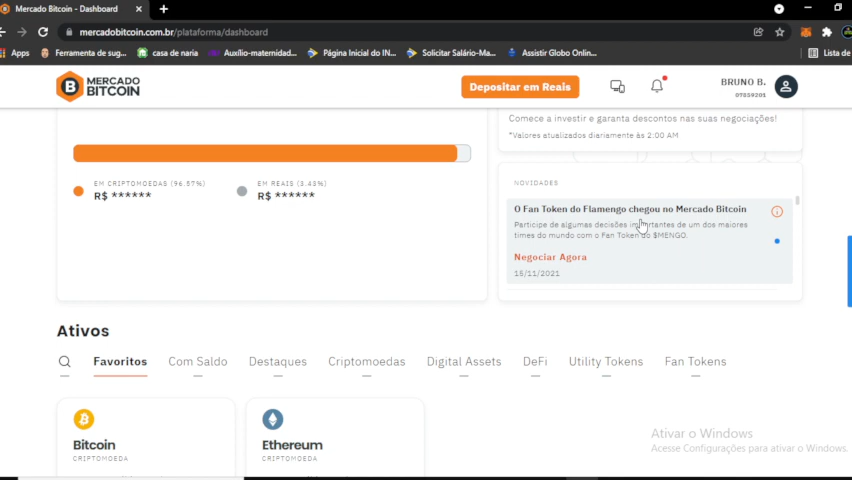 Mercado Bitcoin - Dashboard
mercadobitcoin.com.br/plataforma/dashboard
Apps
Ferramenta de sug...
casa de naria
Auxílio-maternidad...
Página Inicial do IN...
Solicitar Salário-Ma...
Assistir Globo Onlin...
Lista de
MERCADO
BITCOIN
Depositar em Reais
BRUNO B.
07559201
Comece a investir e garanta descontos nas suas negociações!
*Valores atualizados diariamente às 2:00 AM
EM CRIPTOMOEDAS (96.57%)
R$ ******
EM REAIS (3.43%)
R$ ******
NOVIDADES
O Fan Token do Flamengo chegou no Mercado Bitcoin
Participe de algumas decisões importantes de um dos maiores
times do mundo com o Fan Token do $MENGO.
Negociar Agora
15/11/2021
Ativos
Favoritos
Com Saldo
Destaques
Criptomoedas
Digital Assets
DeFi
Utility Tokens
Fan Tokens
Bitcoin
CRIPTOMOEDA
Ethereum
CRIPTOMOEDA
Ativar o Windows
Acesse Configurações para ativar o Windows.